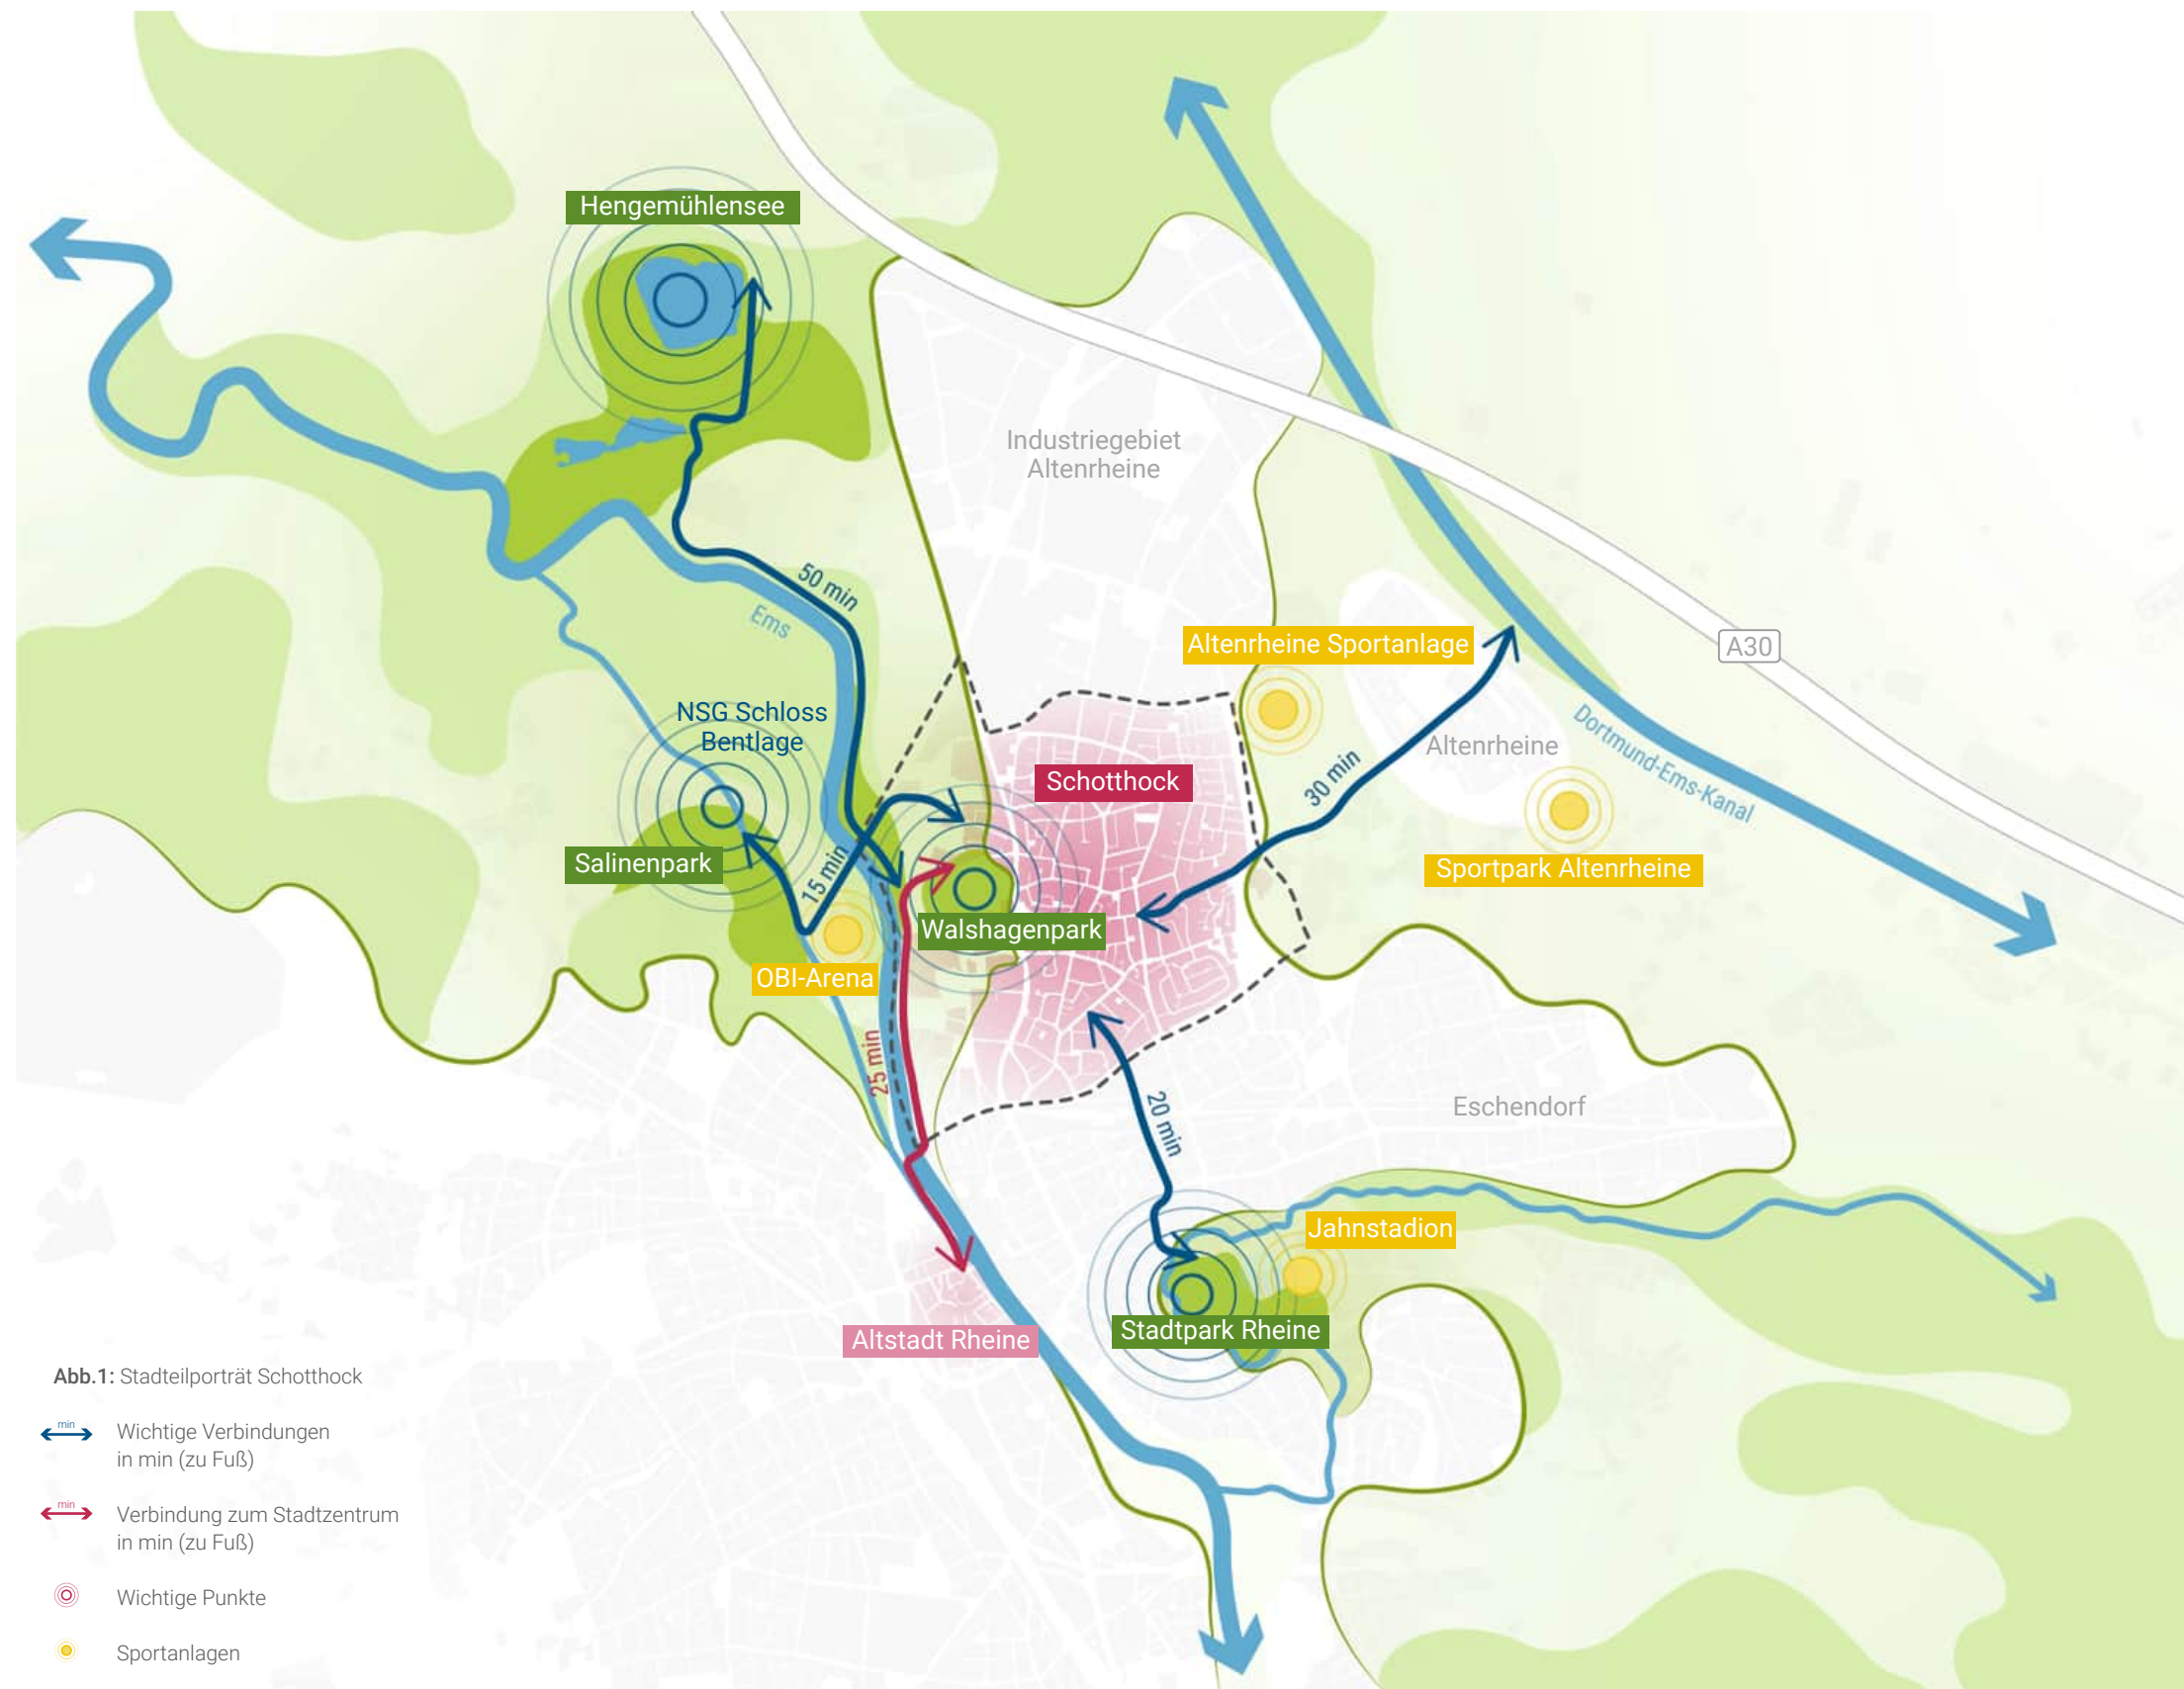 Hengemühlensee
Industriegebiet
Altenrheine
50 min
Ems
Altenrheine Sportanlage
A30
NSG Schloss
Bentlage
Altenrheine
Dortmund-Ems-Kanal
Schotthock
30 min
Salinenpark
15 min
Sportpark Altenrheine
Walshagenpark
OBI-Arena
25 min
20 min
Eschendorf
Jahnstadion
Stadtpark Rheine
Altstadt Rheine
Abb.1: Stadteilporträt Schotthock
min
Wichtige Verbindungen
in min (zu Fuß)
min
Verbindung zum Stadtzentrum
in min (zu Fuß)
Wichtige Punkte
Sportanlagen